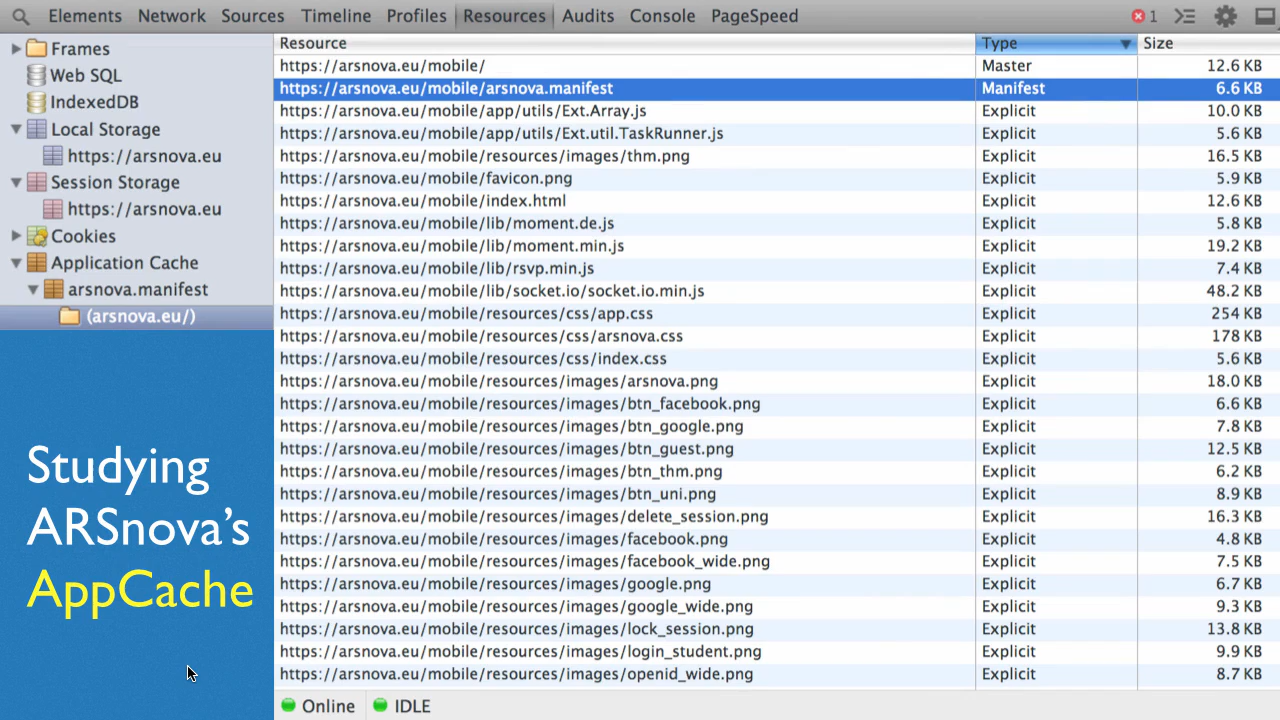 Elements Network Sources Timeline Profiles Resources Audits Console PageSpeed 1
Frames
Web SQL
IndexedDB
Local Storage
https://arsnova.eu
Session Storage
https://arsnova.eu
Cookies
Application Cache
arsnova.manifest
(arsnova.eu/)
Studying
ARSnova’s
AppCache
Resource Type Size
https://arsnova.eu/mobile/ Master 12.6 KB
https://arsnova.eu/mobile/arsnova.manifest Manifest 6.6 KB
https://arsnova.eu/mobile/app/utils/Ext.Array.js Explicit 10.0 KB
https://arsnova.eu/mobile/app/utils/Ext.util.TaskRunner.js Explicit 5.6 KB
https://arsnova.eu/mobile/resources/images/thm.png Explicit 16.5 KB
https://arsnova.eu/mobile/favicon.png Explicit 5.9 KB
https://arsnova.eu/mobile/index.html Explicit 12.6 KB
https://arsnova.eu/mobile/lib/moment.de.js Explicit 5.8 KB
https://arsnova.eu/mobile/lib/moment.min.js Explicit 19.2 KB
https://arsnova.eu/mobile/lib/rsvp.min.js Explicit 7.4 KB
https://arsnova.eu/mobile/lib/socket.io/socket.io.min.js Explicit 48.2 KB
https://arsnova.eu/mobile/resources/css/app.css Explicit 254 KB
https://arsnova.eu/mobile/resources/css/arsnova.css Explicit 178 KB
https://arsnova.eu/mobile/resources/css/index.css Explicit 5.6 KB
https://arsnova.eu/mobile/resources/images/arsnova.png Explicit 18.0 KB
https://arsnova.eu/mobile/resources/images/btn_facebook.png Explicit 6.6 KB
https://arsnova.eu/mobile/resources/images/btn_google.png Explicit 7.8 KB
https://arsnova.eu/mobile/resources/images/btn_guest.png Explicit 12.5 KB
https://arsnova.eu/mobile/resources/images/btn_thm.png Explicit 6.2 KB
https://arsnova.eu/mobile/resources/images/btn_uni.png Explicit 8.9 KB
https://arsnova.eu/mobile/resources/images/delete_session.png Explicit 16.3 KB
https://arsnova.eu/mobile/resources/images/facebook.png Explicit 4.8 KB
https://arsnova.eu/mobile/resources/images/facebook_wide.png Explicit 7.5 KB
https://arsnova.eu/mobile/resources/images/google.png Explicit 6.7 KB
https://arsnova.eu/mobile/resources/images/google_wide.png Explicit 9.3 KB
https://arsnova.eu/mobile/resources/images/lock_session.png Explicit 13.8 KB
https://arsnova.eu/mobile/resources/images/login_student.png Explicit 9.9 KB
https://arsnova.eu/mobile/resources/images/openid_wide.png Explicit 8.7 KB
Online IDLE